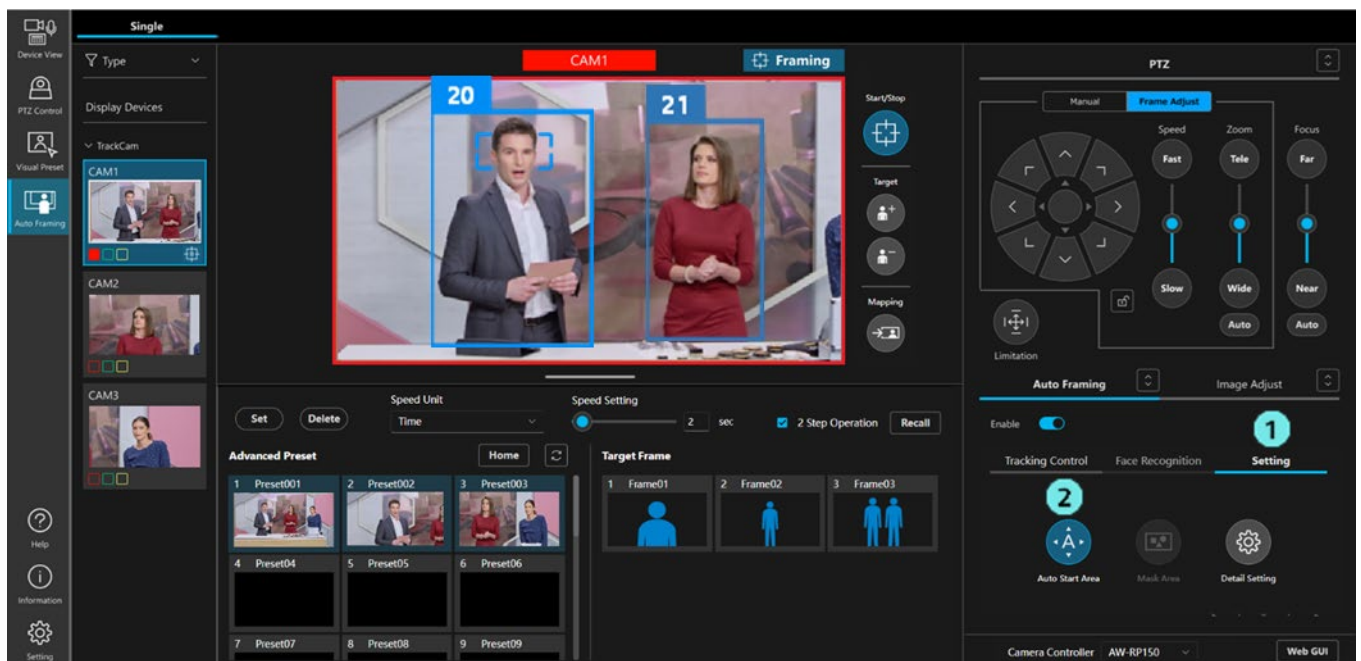 Single
Device View
PTZ Control
Visual Preset
Auto Framing
Help
Information
Setting
Type
Display Devices
TrackCam
CAM1
CAM2
CAM3
CAM1
Framing
20
21
Start/Stop
Target
Mapping
Set
Delete
Speed Unit
Time
Speed Setting
2 sec
2 Step Operation
Recall
Advanced Preset
Home
1 Preset001
2 Preset002
3 Preset003
4 Preset04
5 Preset05
6 Preset06
7 Preset07
8 Preset08
9 Preset09
Target Frame
1 Frame01
2 Frame02
3 Frame03
PTZ
Manual
Frame Adjust
Speed
Zoom
Focus
Fast
Tele
Far
Slow
Wide
Near
Auto
Auto
Limitation
Auto Framing
Image Adjust
Enable
1
Tracking Control
Face Recognition
Setting
2
A
Auto Start Area
Mask Area
Detail Setting
Camera Controller
AW-RP150
Web GUI